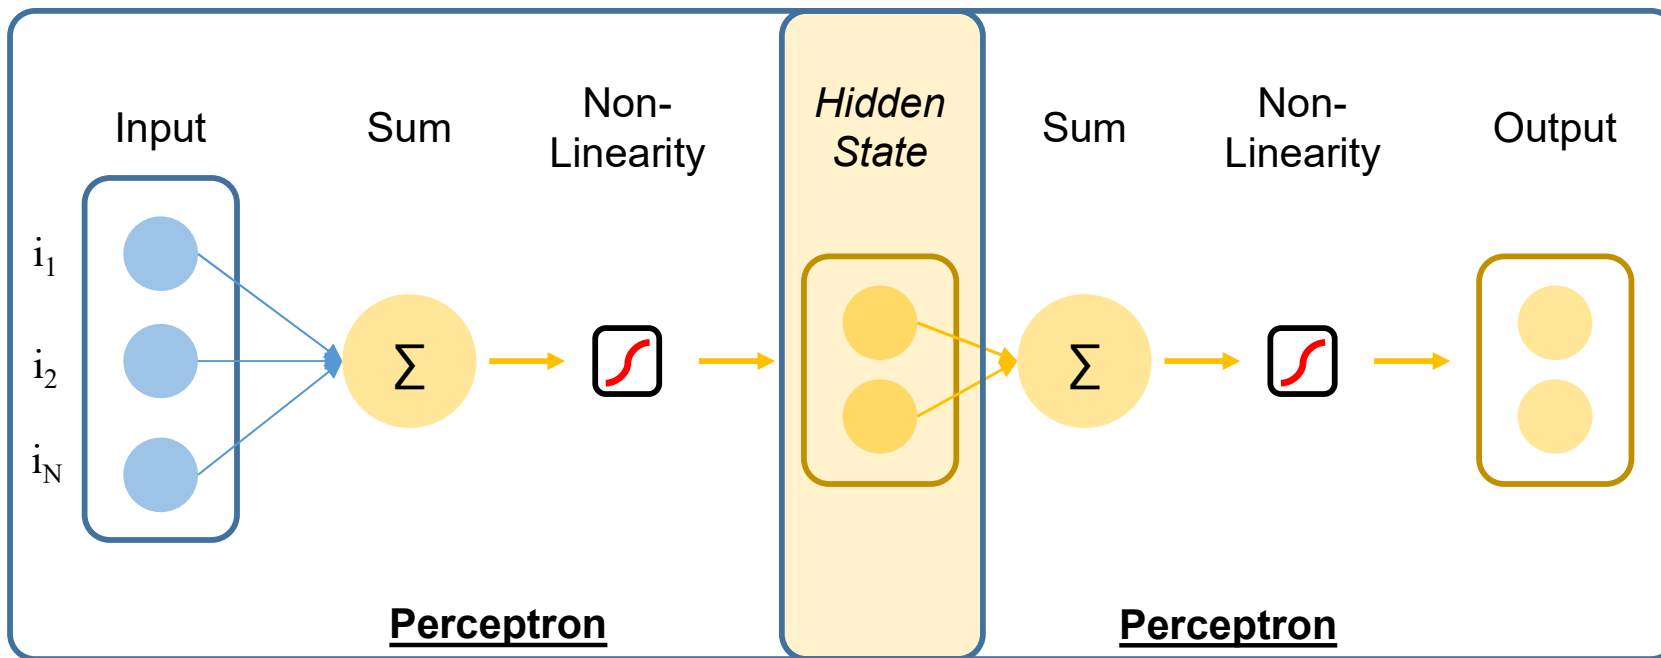 Input
Sum
Non-
Linearity
Hidden
State
Sum
Non-
Linearity
Output
i1
i2
iN
∑
∑
Perceptron
Perceptron